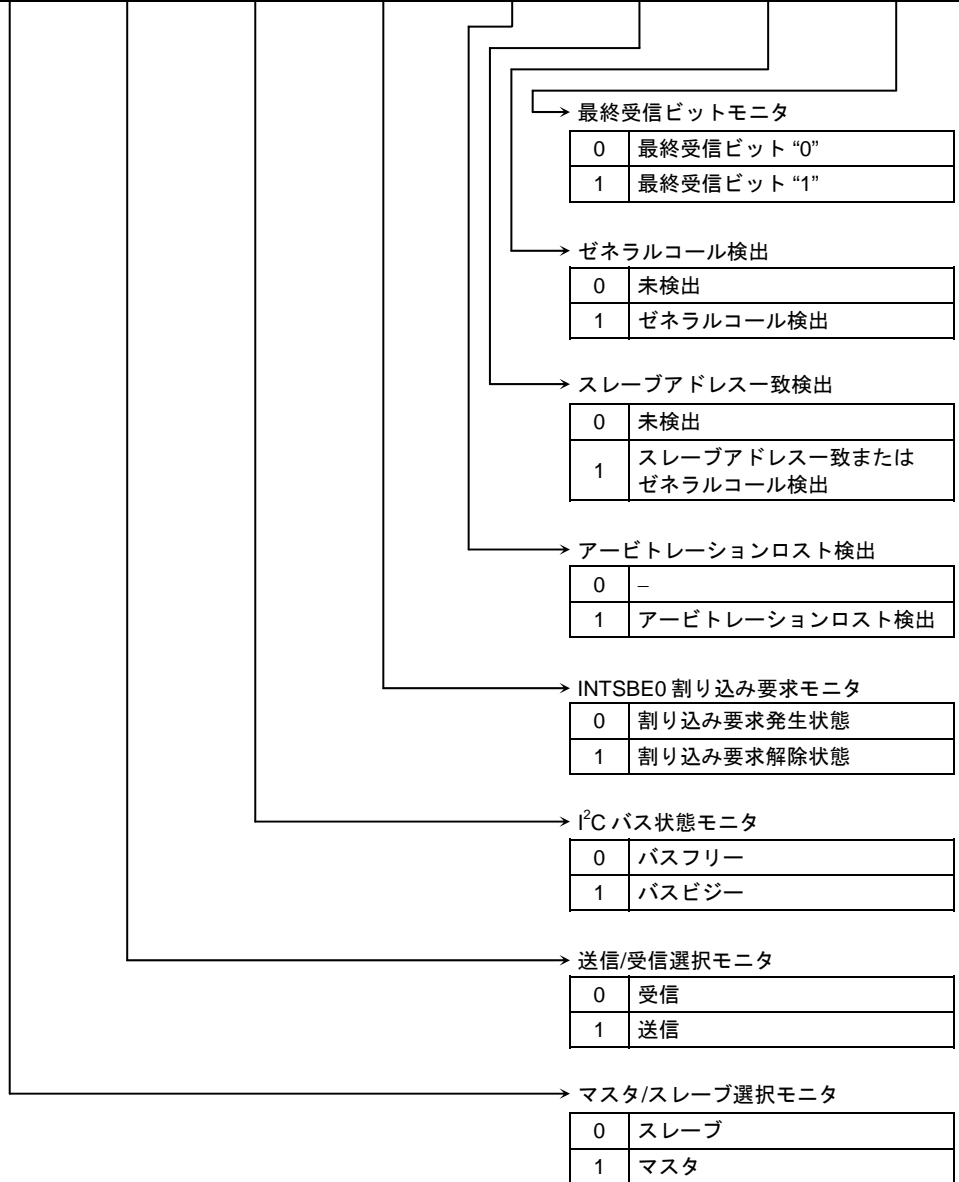 最終受信ビットモニタ
0 最終受信ビット “0”
1 最終受信ビット “1”
ゼネラルコール検出
0 未検出
1 ゼネラルコール検出
スレーブアドレス一致検出
0 未検出
1 スレーブアドレス一致または
ゼネラルコール検出
アービトレーションロスト検出
0 –
1 アービトレーションロスト検出
INTSBE0 割り込み要求モニタ
0 割り込み要求発生状態
1 割り込み要求解除状態
I²C バス状態モニタ
0 バスフリー
1 バスビジー
送信/受信選択モニタ
0 受信
1 送信
マスタ/スレーブ選択モニタ
0 スレーブ
1 マスタ